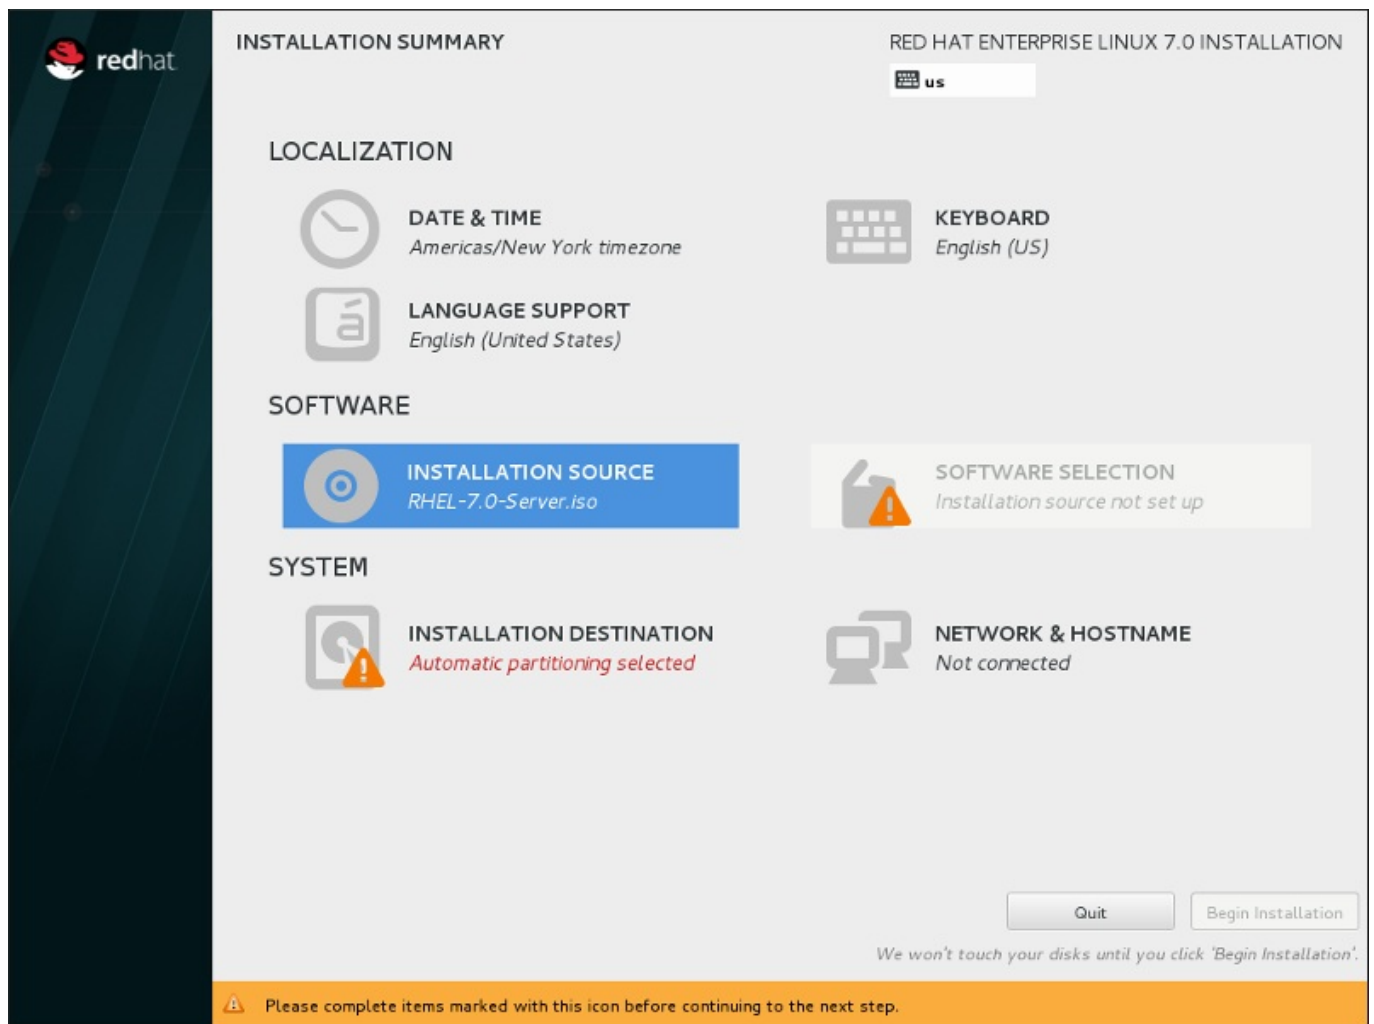 redhat
INSTALLATION SUMMARY
RED HAT ENTERPRISE LINUX 7.0 INSTALLATION
us
LOCALIZATION
DATE & TIME
Americas/New York timezone
KEYBOARD
English (US)
á
LANGUAGE SUPPORT
English (United States)
SOFTWARE
INSTALLATION SOURCE
RHEL-7.0-Server.iso
SOFTWARE SELECTION
Installation source not set up
SYSTEM
INSTALLATION DESTINATION
Automatic partitioning selected
NETWORK & HOSTNAME
Not connected
Quit
Begin Installation
We won't touch your disks until you click 'Begin Installation'.
Please complete items marked with this icon before continuing to the next step.